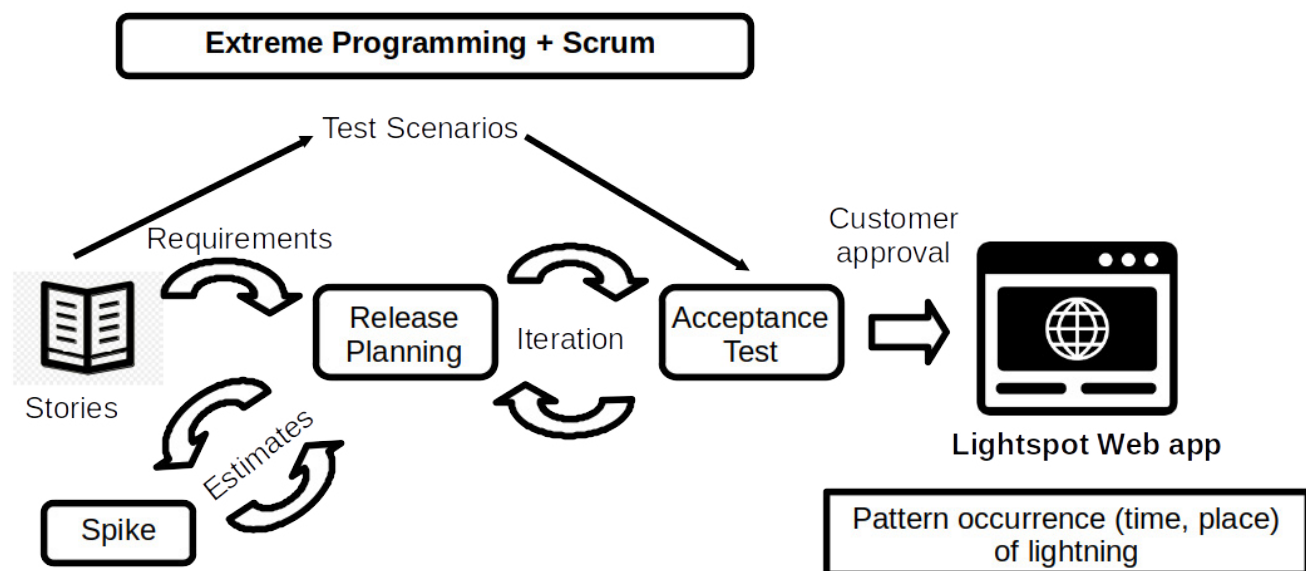 Extreme Programming + Scrum
Test Scenarios
Requirements
Customer
approval
Release
Planning
Iteration
Acceptance
Test
Stories
Estimates
Lightspot Web app
Spike
Pattern occurrence (time, place)
of lightning